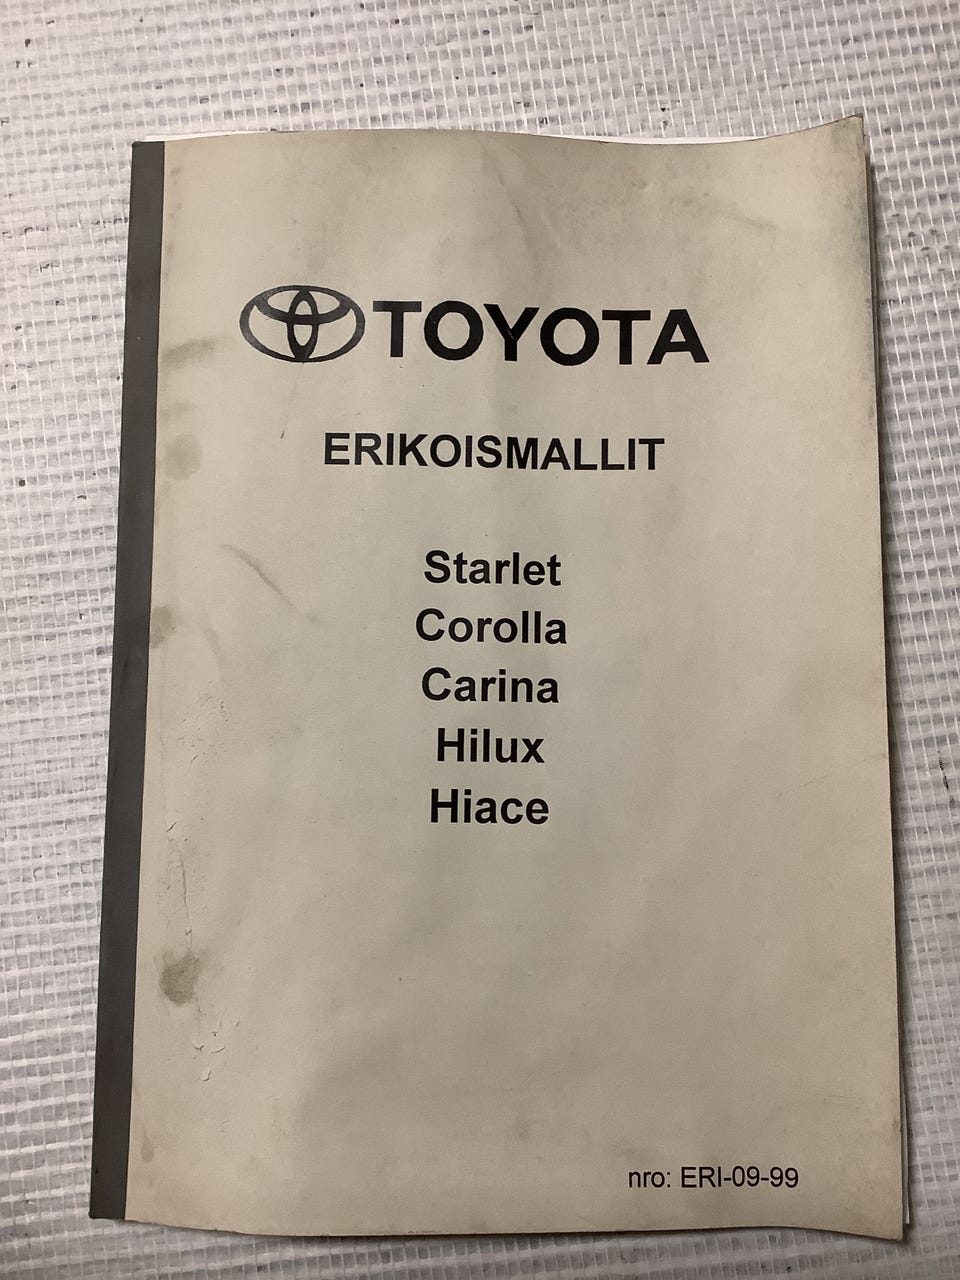 TOYOTA
ERIKOISMALLIT
Starlet
Corolla
Carina
Hilux
Hiace
nro: ERI-09-99